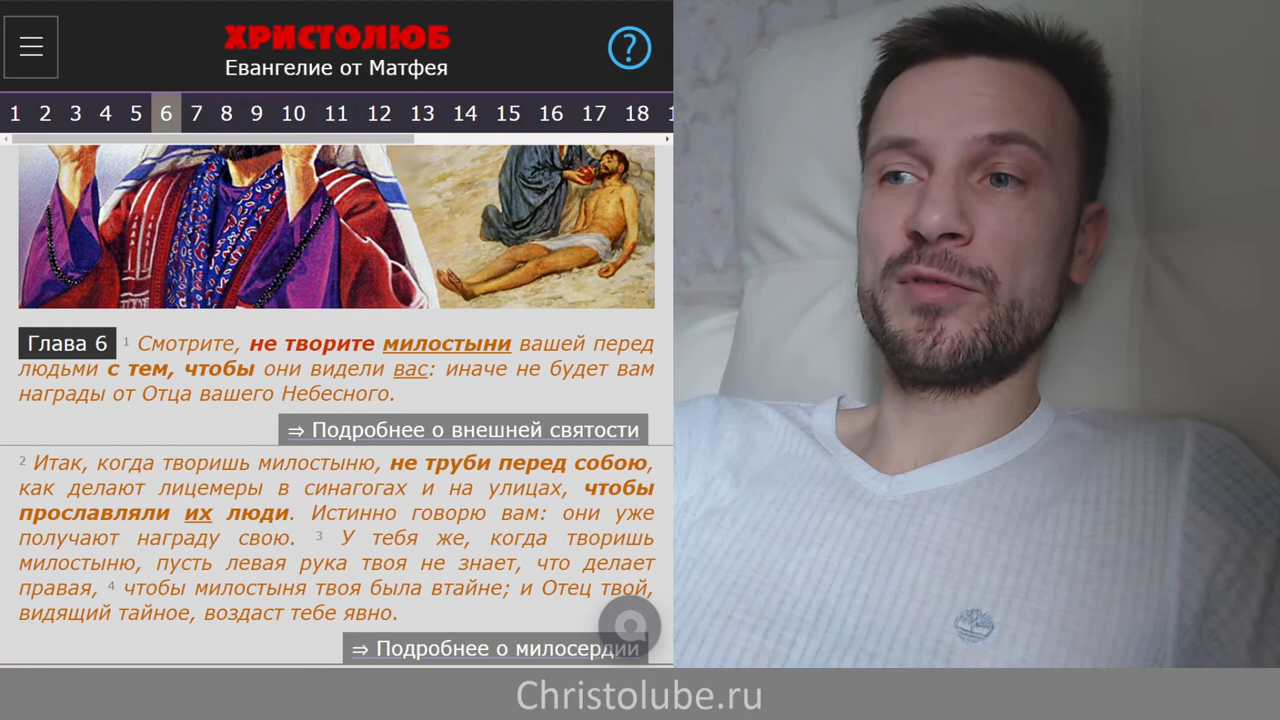 ХРИСТОЛЮБ
Евангелие от Матфея
?
1 2 3 4 5 6 7 8 9 10 11 12 13 14 15 16 17 18 1
Глава 6 1 Смотрите, не творите милостыни вашей перед
людьми с тем, чтобы они видели вас: иначе не будет вам
награды от Отца вашего Небесного.
⇒ Подробнее о внешней святости
2 Итак, когда творишь милостыню, не труби перед собою,
как делают лицемеры в синагогах и на улицах, чтобы
прославляли их люди. Истинно говорю вам: они уже
получают награду свою. 3 У тебя же, когда творишь
милостыню, пусть левая рука твоя не знает, что делает
правая, 4 чтобы милостыня твоя была втайне; и Отец твой,
видящий тайное, воздаст тебе явно.
⇒ Подробнее о милосердии
Christolube.ru